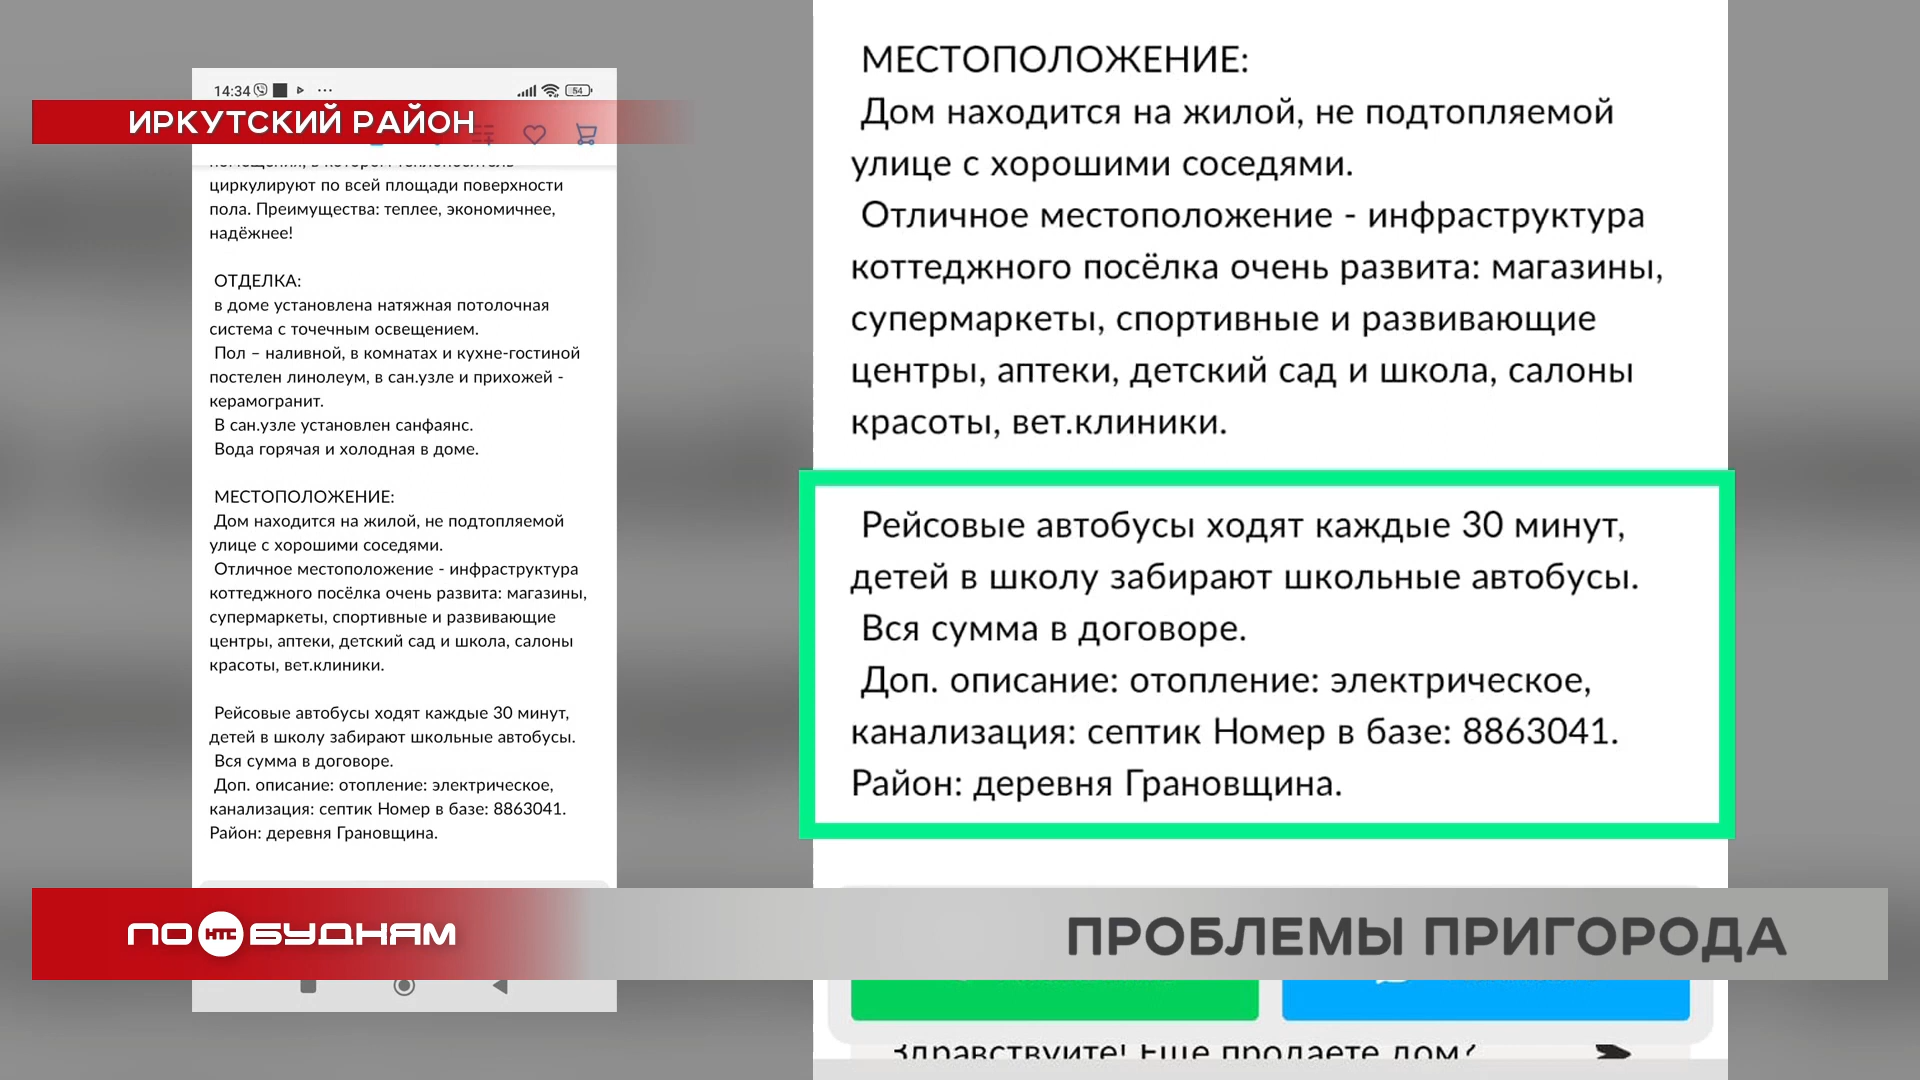 14:34
54
ИРКУТСКИЙ РАЙОН
циркулируют по всей площади поверхности
пола. Преимущества: теплее, экономичнее,
надёжнее!
ОТДЕЛКА:
в доме установлена натяжная потолочная
система с точечным освещением.
Пол – наливной, в комнатах и кухне-гостиной
постелен линолеум, в сан.узле и прихожей -
керамогранит.
В сан.узле установлен санфаянс.
Вода горячая и холодная в доме.
МЕСТОПОЛОЖЕНИЕ:
Дом находится на жилой, не подтопляемой
улице с хорошими соседями.
Отличное местоположение - инфраструктура
коттеджного посёлка очень развита: магазины,
супермаркеты, спортивные и развивающие
центры, аптеки, детский сад и школа, салоны
красоты, вет.клиники.
Рейсовые автобусы ходят каждые 30 минут,
детей в школу забирают школьные автобусы.
Вся сумма в договоре.
Доп. описание: отопление: электрическое,
канализация: септик Номер в базе: 8863041.
Район: деревня Грановщина.
МЕСТОПОЛОЖЕНИЕ:
Дом находится на жилой, не подтопляемой
улице с хорошими соседями.
Отличное местоположение - инфраструктура
коттеджного посёлка очень развита: магазины,
супермаркеты, спортивные и развивающие
центры, аптеки, детский сад и школа, салоны
красоты, вет.клиники.
Рейсовые автобусы ходят каждые 30 минут,
детей в школу забирают школьные автобусы.
Вся сумма в договоре.
Доп. описание: отопление: электрическое,
канализация: септик Номер в базе: 8863041.
Район: деревня Грановщина.
ПО НТС БУДНЯМ
ПРОБЛЕМЫ ПРИГОРОДА
Здравствуйте! Еще продаете дом?